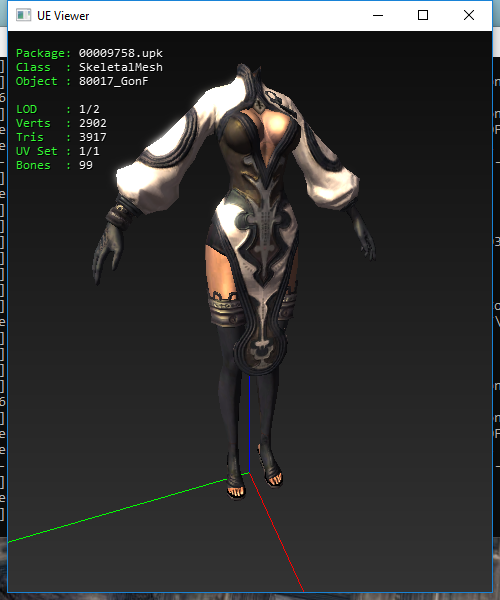 UE Viewer
Package: 00009758.upk
Class : SkeletalMesh
Object : 80017_GonF
LOD : 1/2
Verts : 2902
Tris : 3917
UV Set : 1/1
Bones : 99